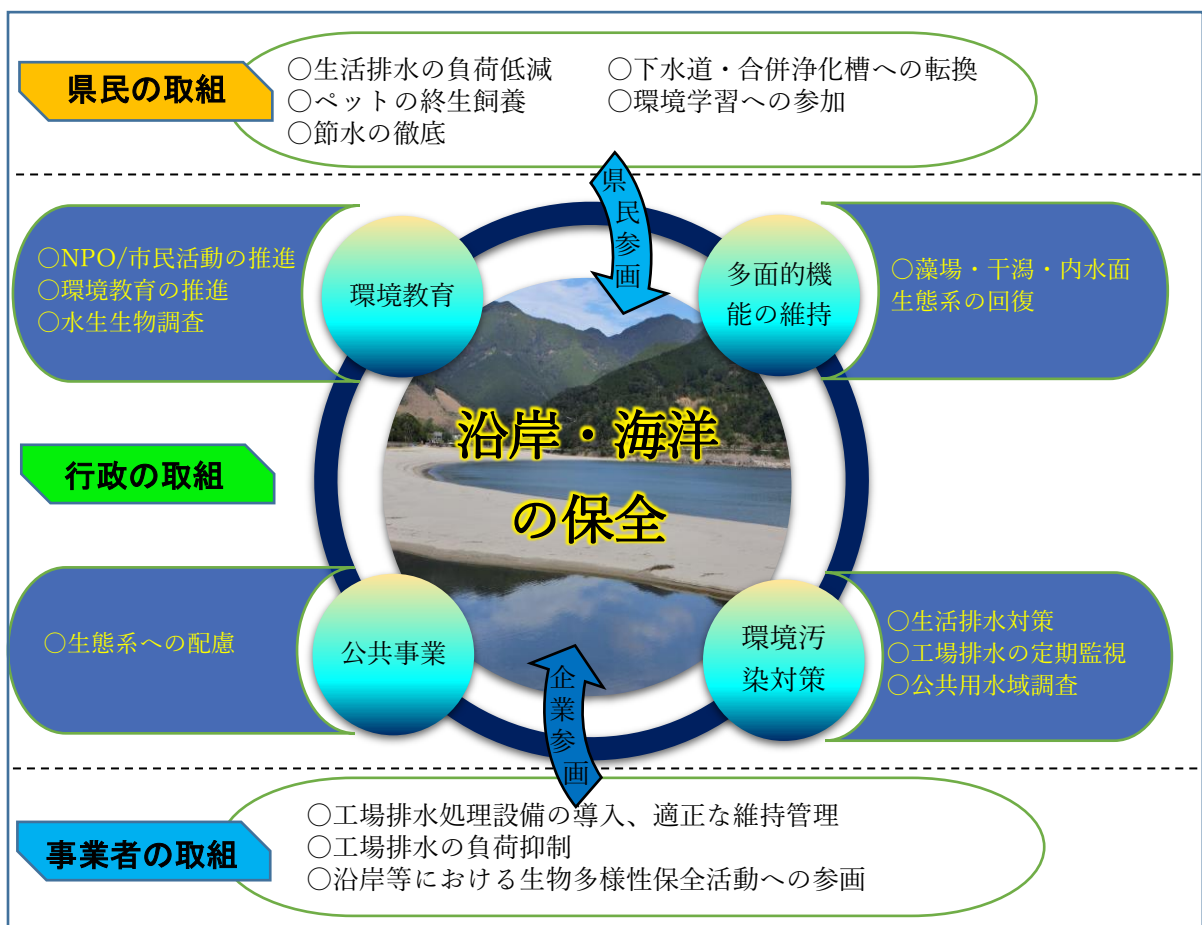 県民の取組
○生活排水の負荷低減
○ペットの終生飼養
○節水の徹底
○下水道・合併浄化槽への転換
○環境学習への参加
県民参画
○NPO/市民活動の推進
○環境教育の推進
○水生生物調査
環境教育
多面的機
能の維持
○藻場・干潟・内水面
生態系の回復
沿岸・海洋
の保全
行政の取組
○生態系への配慮
公共事業
環境汚
染対策
○生活排水対策
○工場排水の定期監視
○公共用水域調査
企業参画
事業者の取組
○工場排水処理設備の導入、適正な維持管理
○工場排水の負荷抑制
○沿岸等における生物多様性保全活動への参画